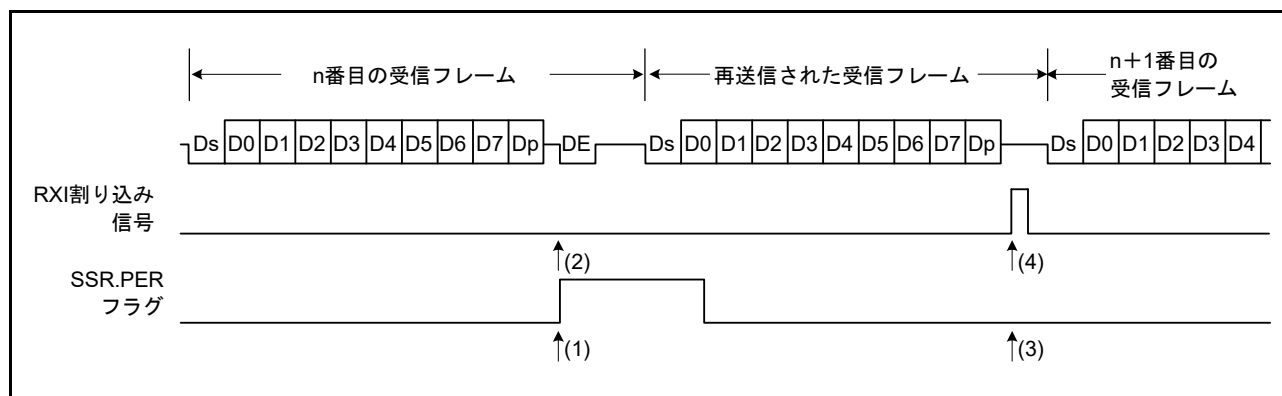 n番目の受信フレーム
再送信された受信フレーム
n+1番目の
受信フレーム
Ds D0 D1 D2 D3 D4 D5 D6 D7 Dp DE Ds D0 D1 D2 D3 D4 D5 D6 D7 Dp Ds D0 D1 D2 D3 D4
RXI割り込み
信号
(2) (4)
SSR.PER
フラグ
(1) (3)